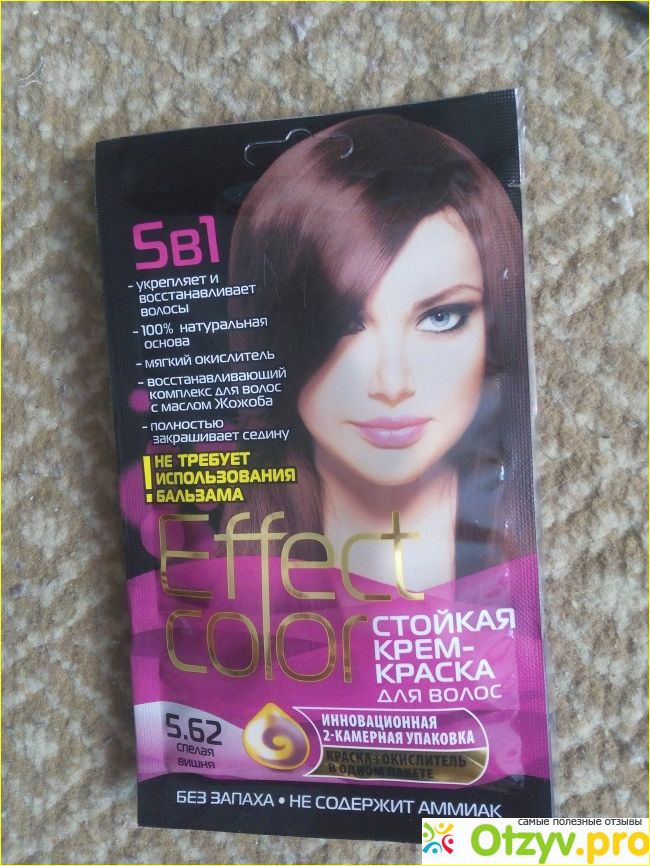 5в1
- укрепляет и
восстанавливает
волосы
- 100% натуральная
основа
- мягкий окислитель
- восстанавливающий
комплекс для волос
с маслом Жожоба
- полностью
закрашивает седину
! НЕ ТРЕБУЕТ
ИСПОЛЬЗОВАНИЯ
БАЛЬЗАМА
Effect
color
СТОЙКАЯ
КРЕМ-
КРАСКА
ДЛЯ ВОЛОС
5.62
спелая
вишня
ИННОВАЦИОННАЯ
2-КАМЕРНАЯ УПАКОВКА
КРАСКА+ОКИСЛИТЕЛЬ
В ОДНОМ ПАКЕТЕ
БЕЗ ЗАПАХА • НЕ СОДЕРЖИТ АММИАК
самые полезные отзывы
Otzyv.pro